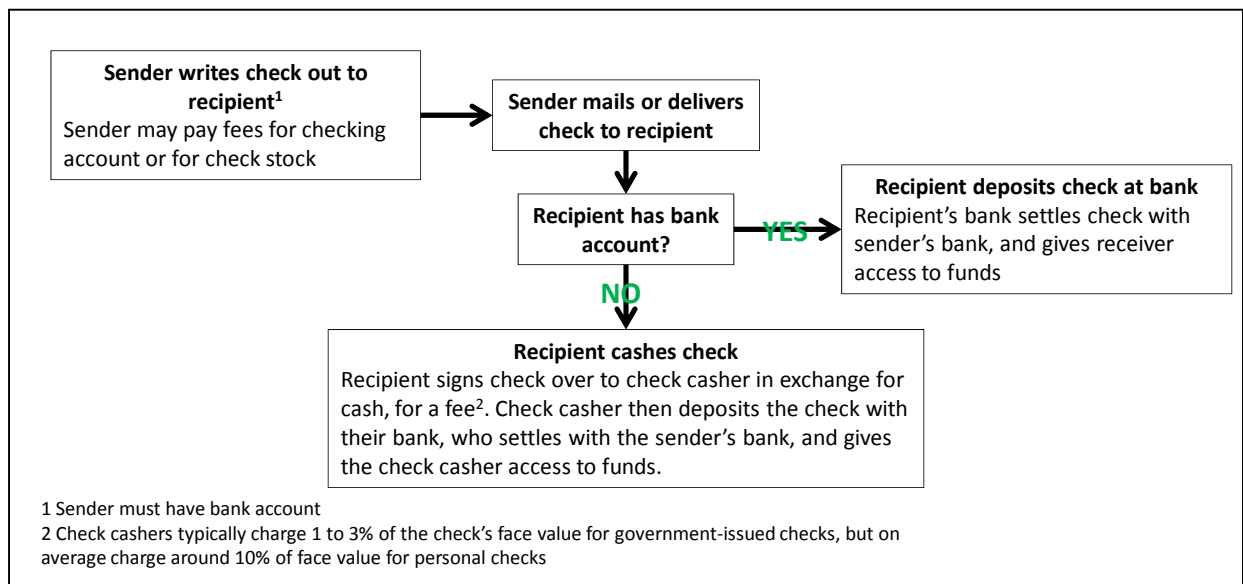 Sender writes check out to
recipient1
Sender may pay fees for checking
account or for check stock
Sender mails or delivers
check to recipient
Recipient has bank
account?
YES
Recipient deposits check at bank
Recipient’s bank settles check with
sender’s bank, and gives receiver
access to funds
NO
Recipient cashes check
Recipient signs check over to check casher in exchange for
cash, for a fee2. Check casher then deposits the check with
their bank, who settles with the sender’s bank, and gives
the check casher access to funds.
1 Sender must have bank account
2 Check cashers typically charge 1 to 3% of the check’s face value for government-issued checks, but on
average charge around 10% of face value for personal checks